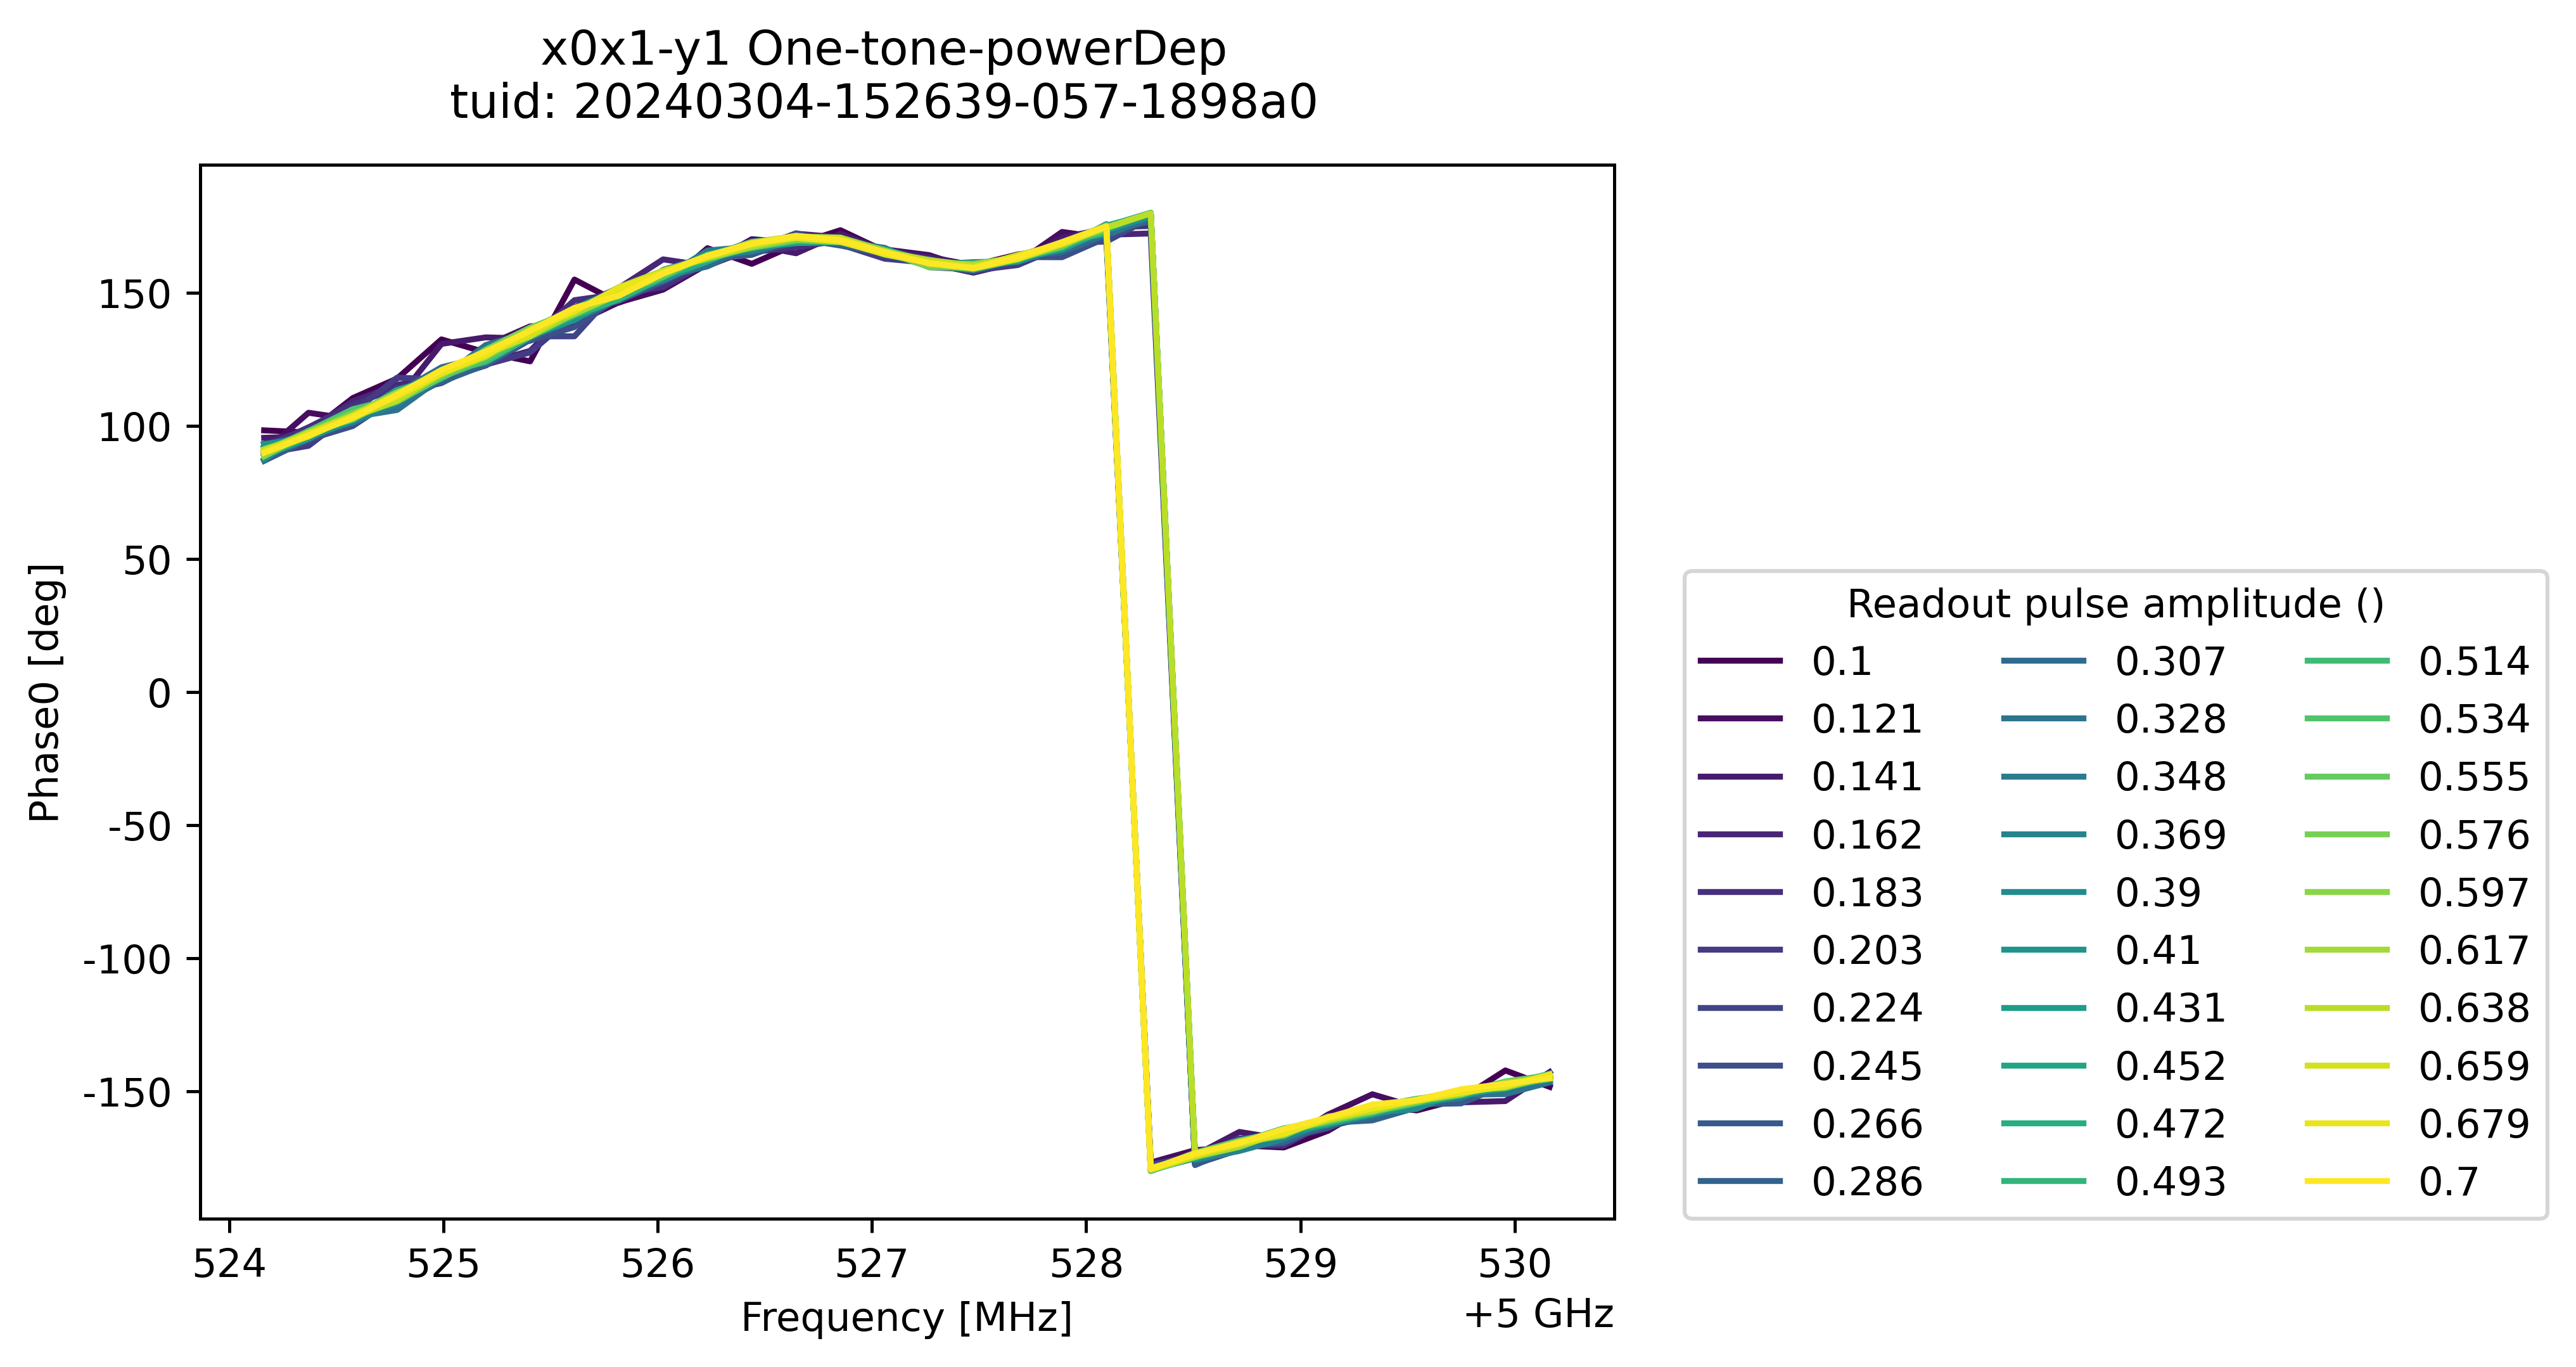 x0x1-y1 One-tone-powerDep
tuid: 20240304-152639-057-1898a0
Phase0 [deg]
150
100
50
0
-50
-100
-150
524 525 526 527 528 529 530
Frequency [MHz]
+5 GHz
Readout pulse amplitude ()
0.1 0.307 0.514
0.121 0.328 0.534
0.141 0.348 0.555
0.162 0.369 0.576
0.183 0.39 0.597
0.203 0.41 0.617
0.224 0.431 0.638
0.245 0.452 0.659
0.266 0.472 0.679
0.286 0.493 0.7